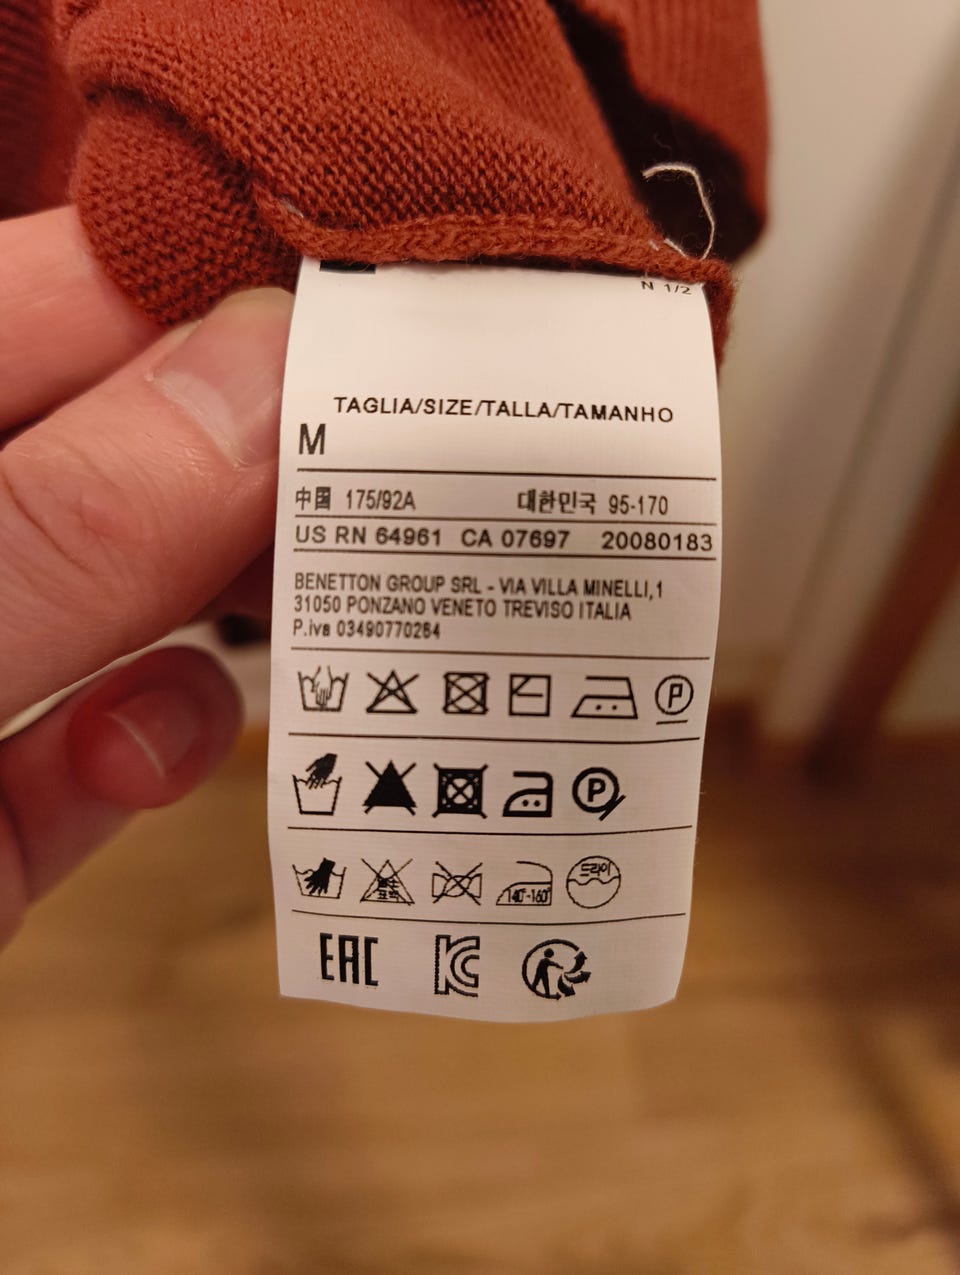 N 1/2
TAGLIA/SIZE/TALLA/TAMANHO
M
中国 175/92A 대한민국 95-170
US RN 64961 CA 07697 20080183
BENETTON GROUP SRL - VIA VILLA MINELLI,1
31050 PONZANO VENETO TREVISO ITALIA
P.iva 03490770264
P
P
140°-160° 드라이
EAC KC